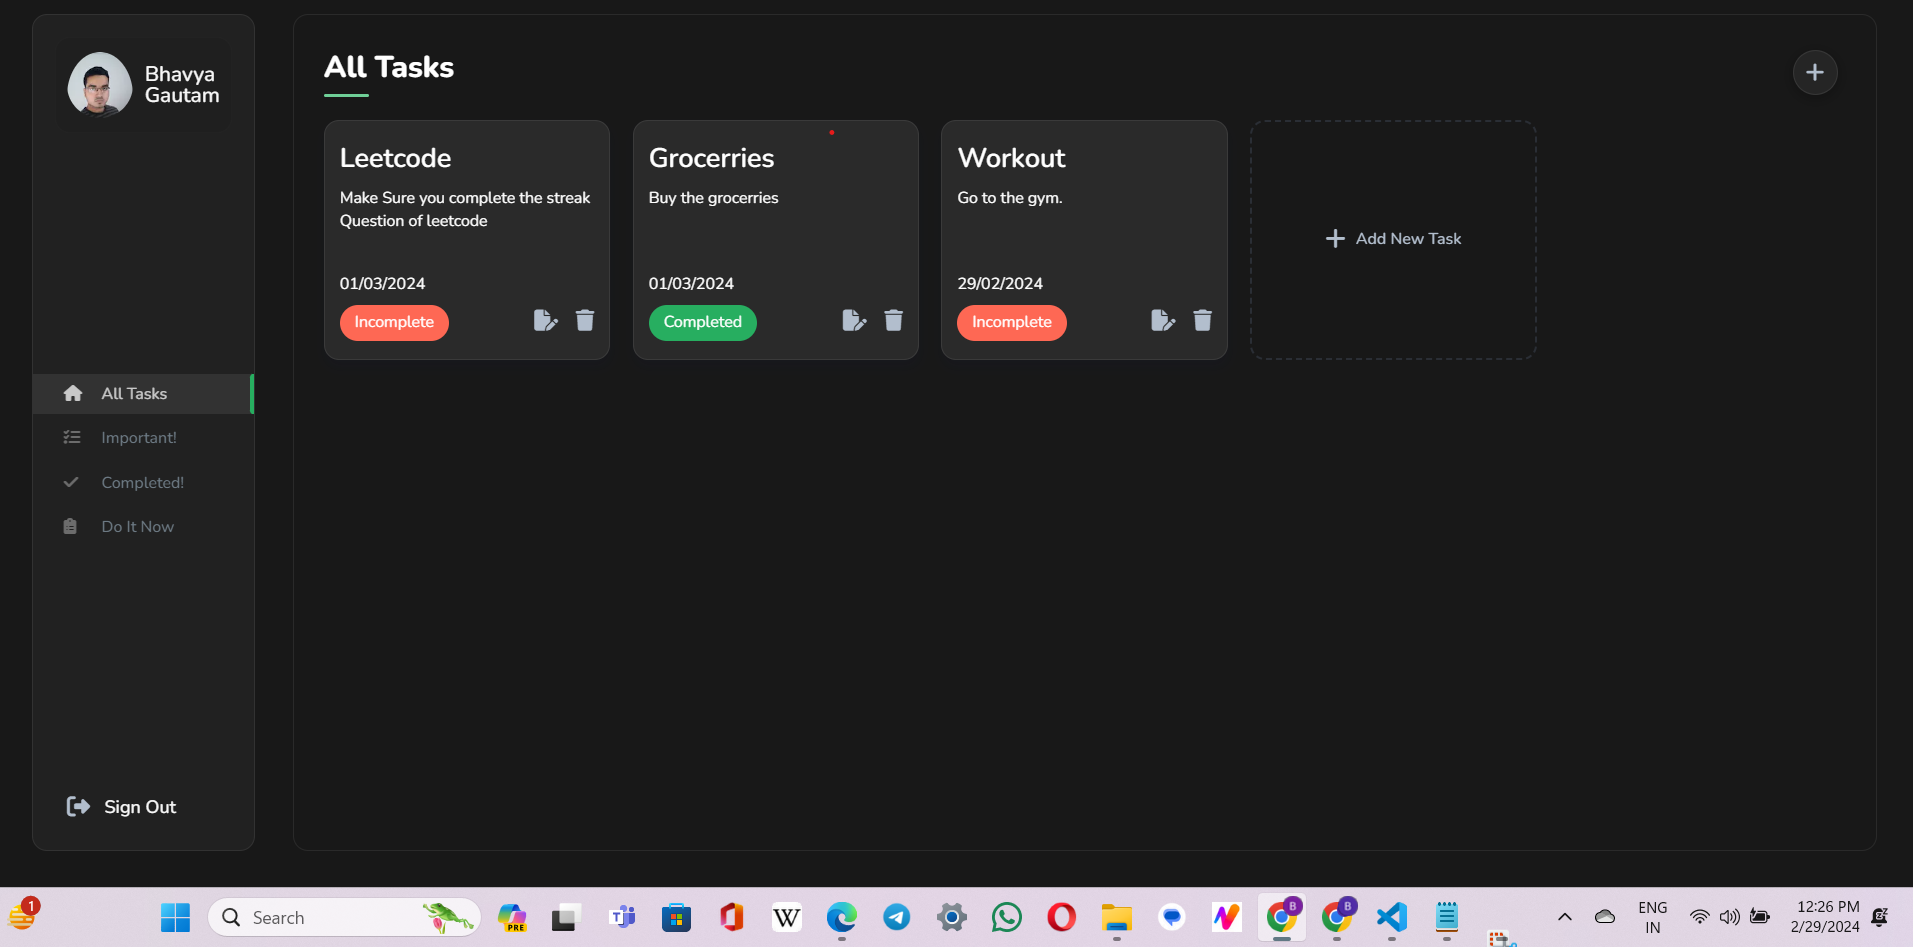 Bhavya
Gautam
All Tasks
Leetcode
Make Sure you complete the streak
Question of leetcode
01/03/2024
Incomplete
Grocerries
Buy the grocerries
01/03/2024
Completed
Workout
Go to the gym.
29/02/2024
Incomplete
Add New Task
All Tasks
Important!
Completed!
Do It Now
Sign Out
1
Search
PRE
W
B
B
ENG
IN
12:26 PM
2/29/2024